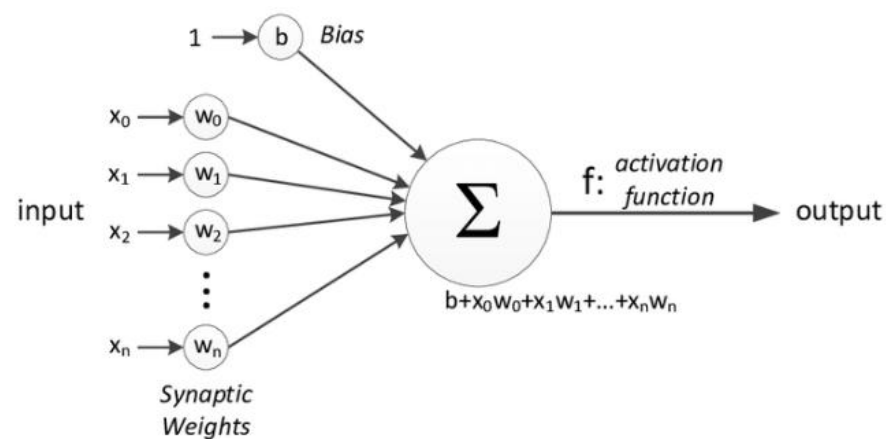 1 b Bias
x₀ w₀
x₁ w₁
input
x₂ w₂
xₙ wₙ
Synaptic
Weights
Σ
b+x₀w₀+x₁w₁+...+xₙwₙ
f: activation
function
output